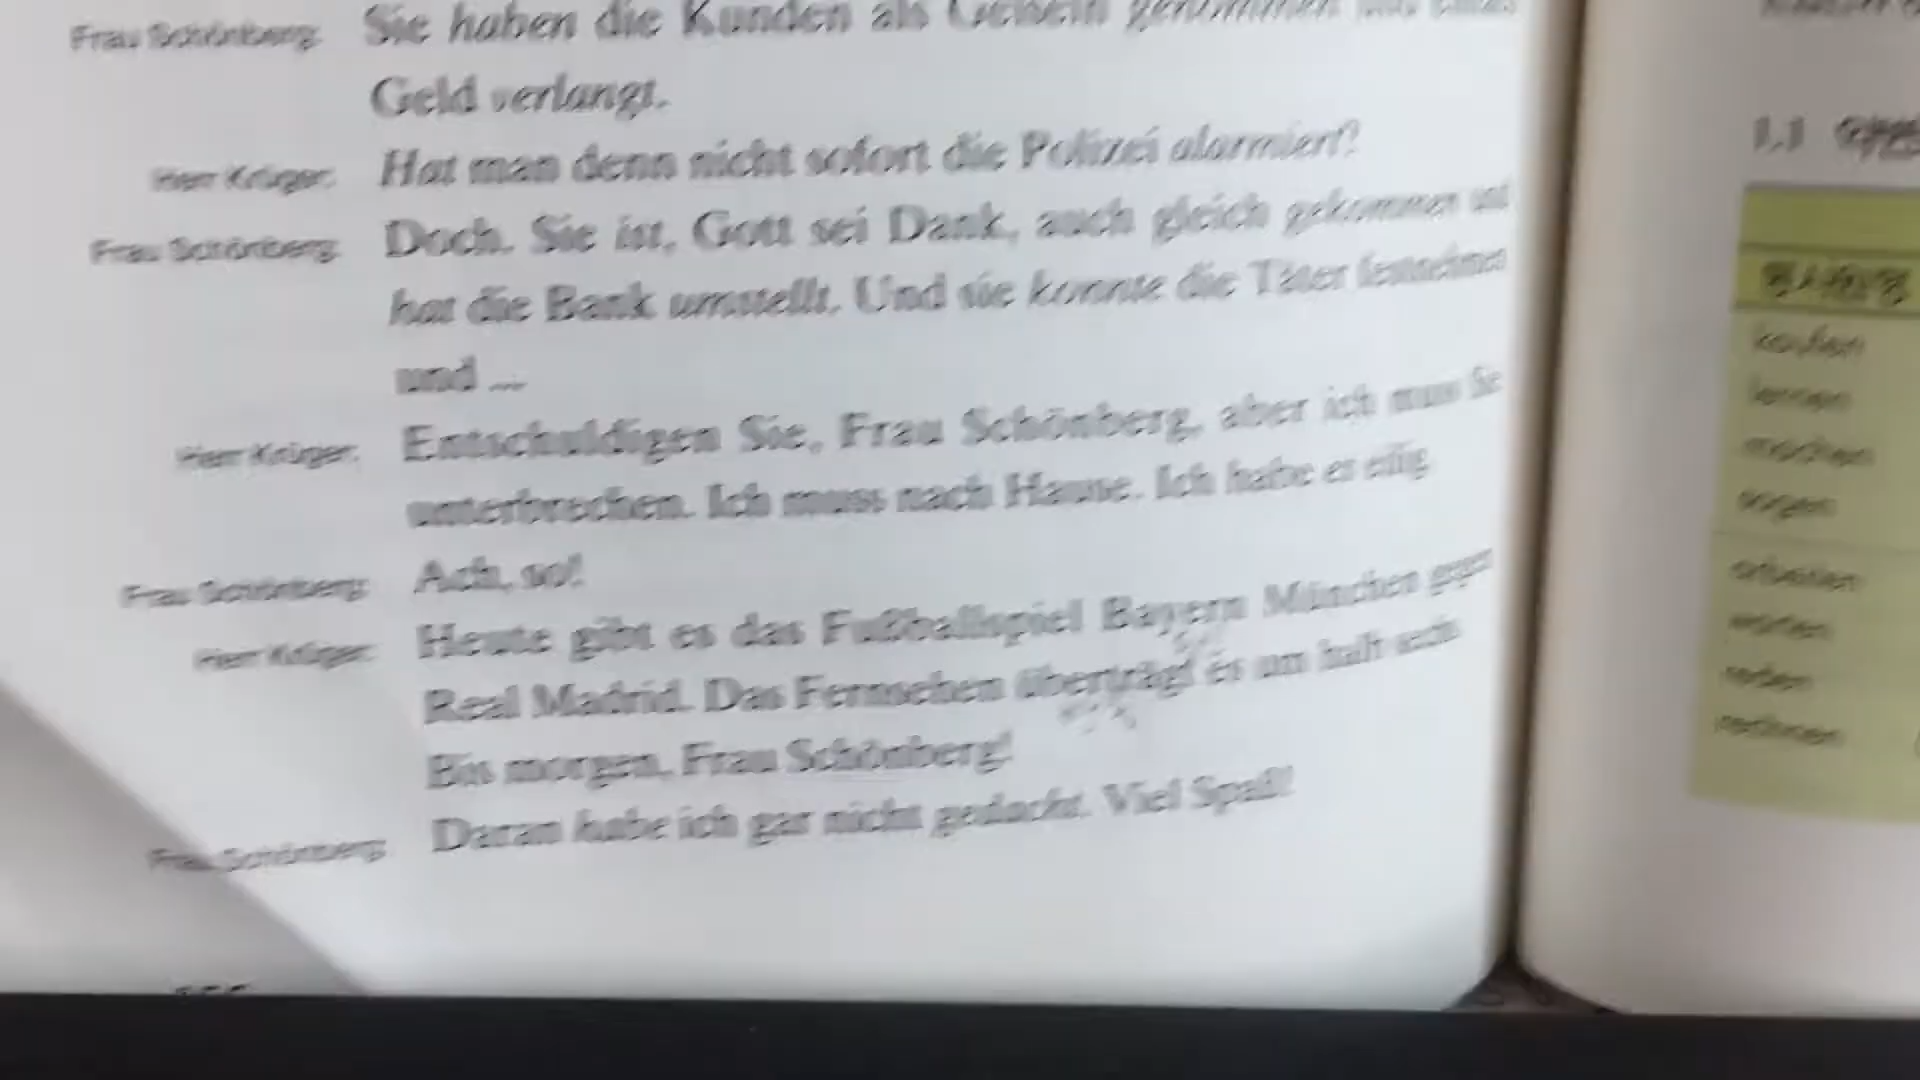 Frau Schönberg: Sie haben die Kunden als Geiseln genommen und
Geld verlangt.
Herr Krüger: Hat man denn nicht sofort die Polizei alarmiert?
Frau Schönberg: Doch. Sie ist, Gott sei Dank, auch gleich gekommen und
hat die Bank umstellt. Und sie konnte die Täter festnehmen
und ...
Herr Krüger: Entschuldigen Sie, Frau Schönberg, aber ich muss Sie
unterbrechen. Ich muss nach Hause. Ich habe es eilig.
Frau Schönberg: Ach, so!
Herr Krüger: Heute gibt es das Fußballspiel Bayern München gegen
Real Madrid. Das Fernsehen überträgt es um halb sechs.
Bis morgen, Frau Schönberg!
Frau Schönberg: Daran habe ich gar nicht gedacht. Viel Spaß!
1.1
kaufen
lernen
machen
sagen
arbeiten
warten
reden
rechnen